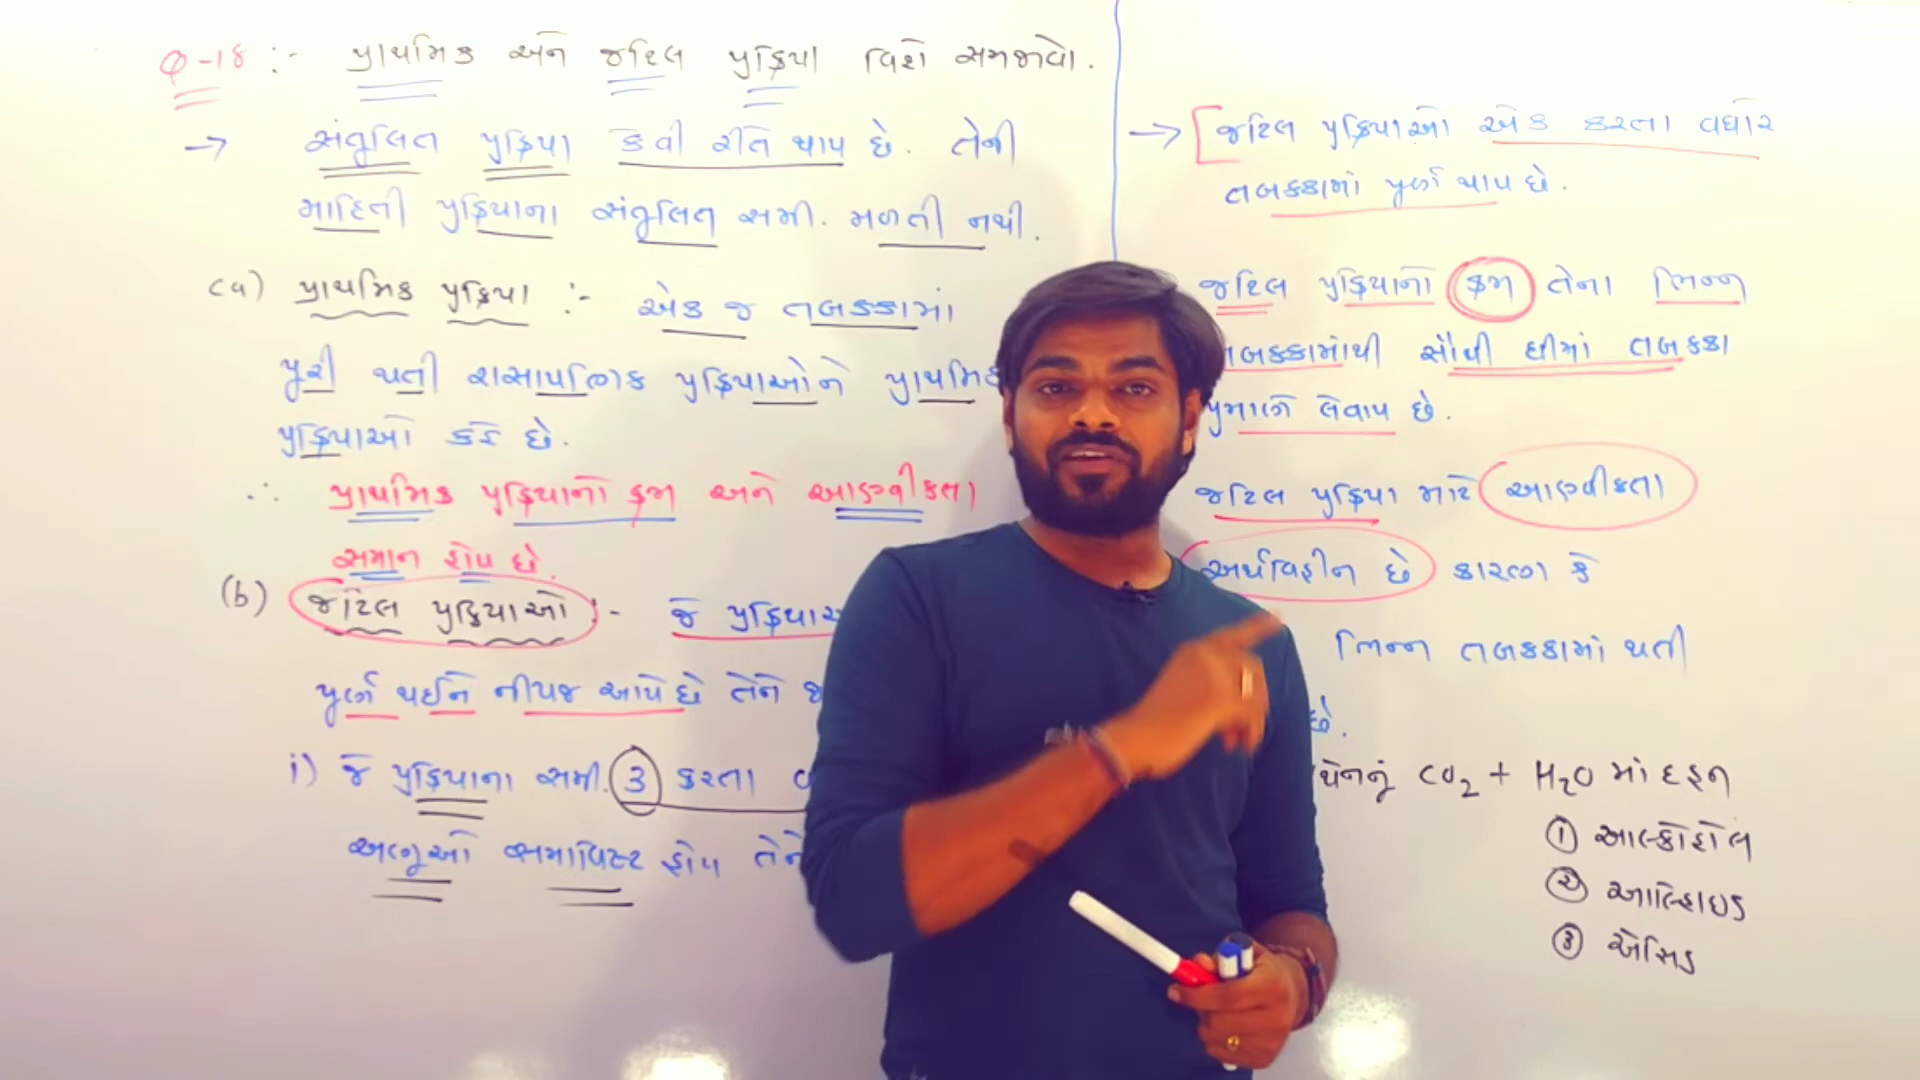 Q-18 :- પ્રાથમિક અને જટિલ પ્રક્રિયા વિશે સમજાવો.
→ સંતુલિત પ્રક્રિયા કેવી રીતે થાય છે. તેની
માહિતી પ્રક્રિયાના સંતુલિત સમી. મળતી નથી.
(a) પ્રાથમિક પ્રક્રિયા :- એક જ તબક્કામાં
પૂરી થતી રાસાયણિક પ્રક્રિયાઓને પ્રાથમિક
પ્રક્રિયાઓ કહે છે.
∴ પ્રાથમિક પ્રક્રિયાનો ક્રમ અને આણ્વીકતા
સમાન હોય છે.
(b) જટિલ પ્રક્રિયાઓ :- જે પ્રક્રિયા
પૂર્ણ થઈને નીપજ આપે છે તેને
i) જે પ્રક્રિયાના સમી. 3 કરતા
અણુઓ સમાવિષ્ટ હોય તેને
→ [જટિલ પ્રક્રિયાઓ એક કરતા વધારે
તબક્કામાં પૂર્ણ થાય છે.
જટિલ પ્રક્રિયાનો ક્રમ તેના ભિન્ન
તબક્કામાંથી સૌથી ધીમાં તબક્કા
પ્રમાણે લેવાય છે.
જટિલ પ્રક્રિયા માટે આણ્વીકતા
અર્થવિહીન છે કારણ કે
ભિન્ન તબક્કામાં થતી
છે.
CO₂ + H₂O માં દહન
① આલ્કોહોલ
② આલ્ડિહાઇડ
③ એસિડ